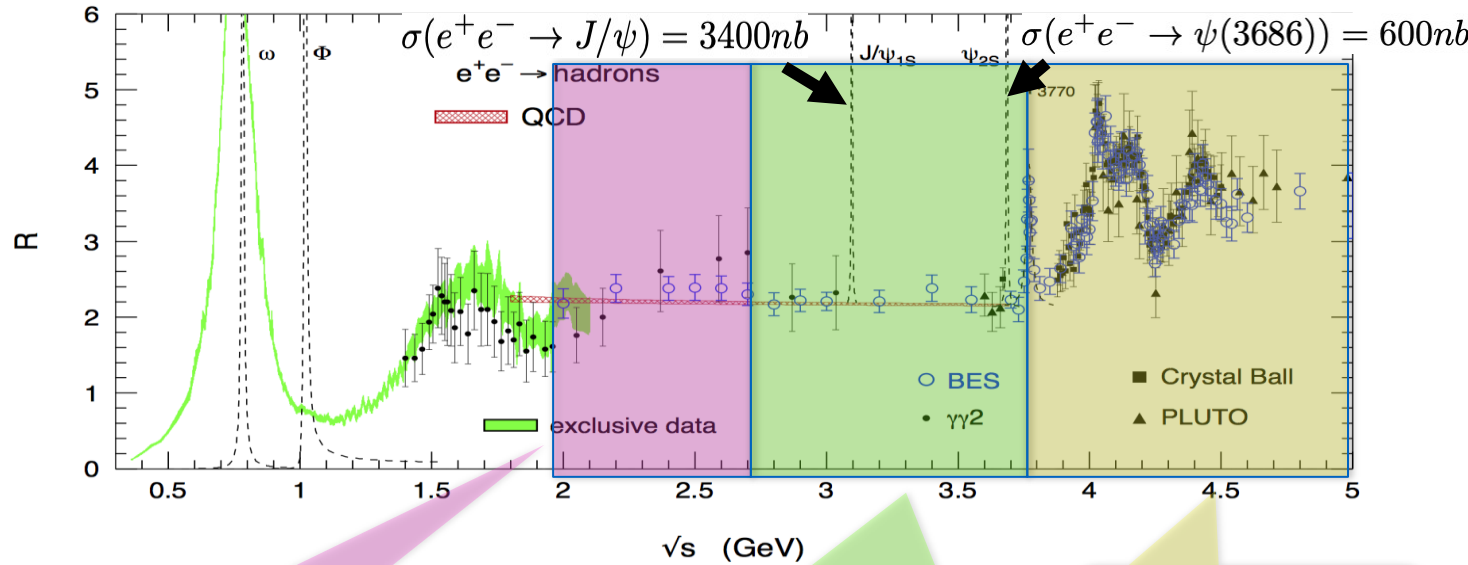 6
σ(e⁺e⁻ → J/ψ) = 3400nb
σ(e⁺e⁻ → ψ(3686)) = 600nb
ω
Φ
J/ψ1S
ψ2S
e⁺e⁻ → hadrons
5
3770
QCD
4
R
3
2
BES
Crystal Ball
1
γγ2
PLUTO
exclusive data
0
0.5 1 1.5 2 2.5 3 3.5 4 4.5 5
√s (GeV)